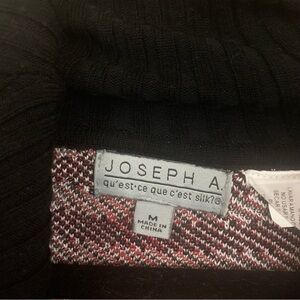 JOSEPH A.
qu'est-ce que c'est silk?®
M
MADE IN
CHINA